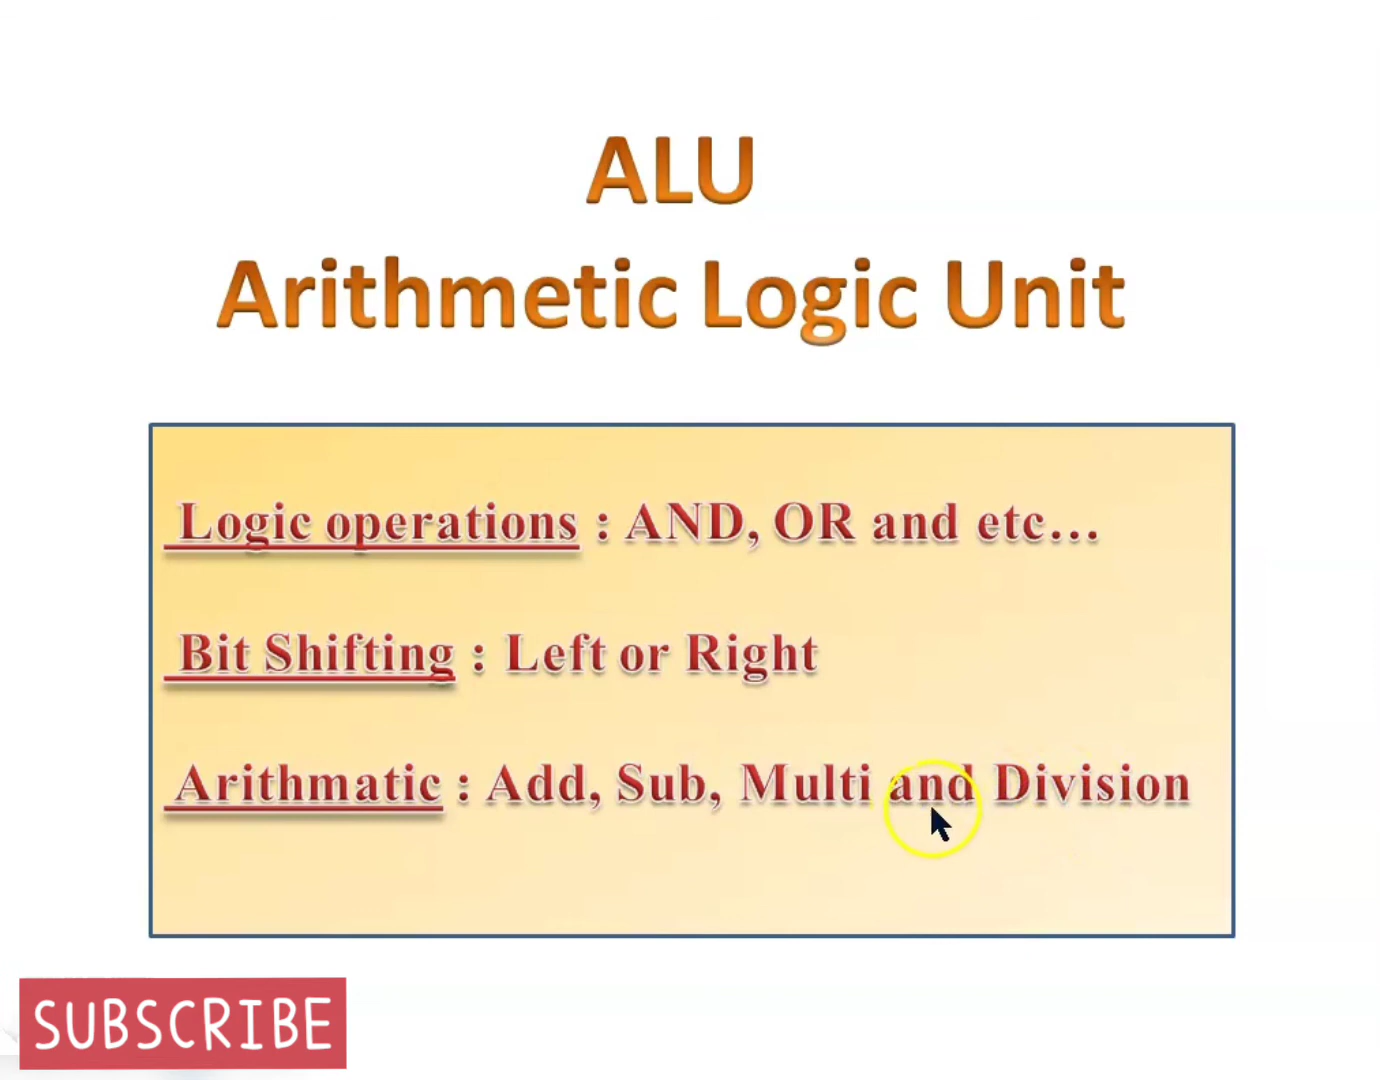 ALU
Arithmetic Logic Unit
Logic operations : AND, OR and etc...
Bit Shifting : Left or Right
Arithmatic : Add, Sub, Multi and Division
SUBSCRIBE